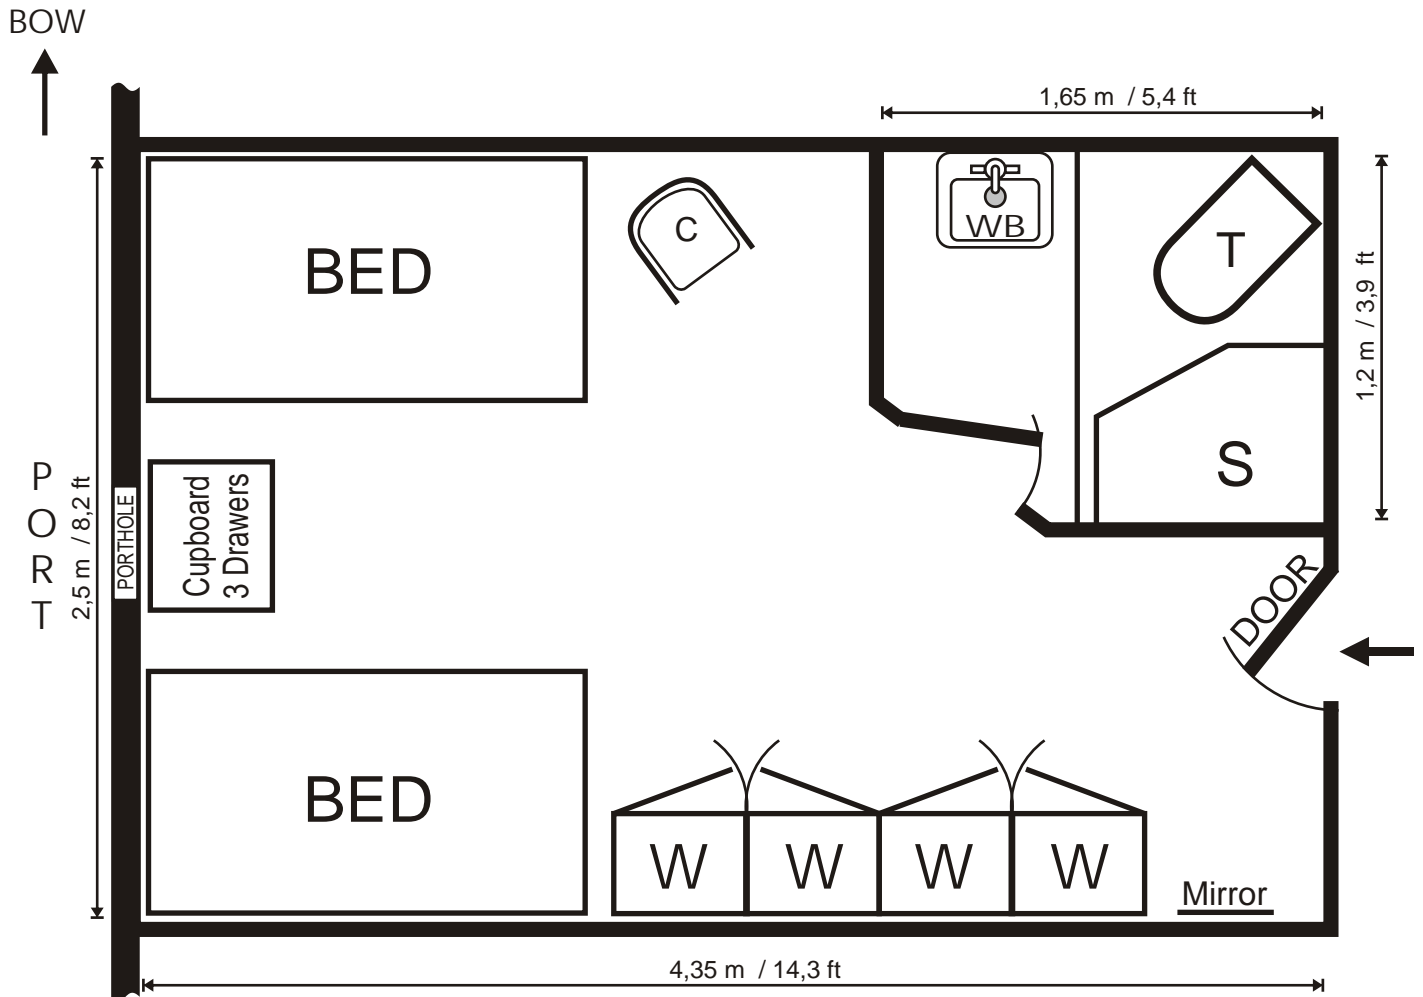 BOW
1,65 m / 5,4 ft
BED
C
WB
T
1,2 m / 3,9 ft
S
PORT
2,5 m / 8,2 ft
PORTHOLE
Cupboard
3 Drawers
DOOR
BED
W W W W
Mirror
4,35 m / 14,3 ft